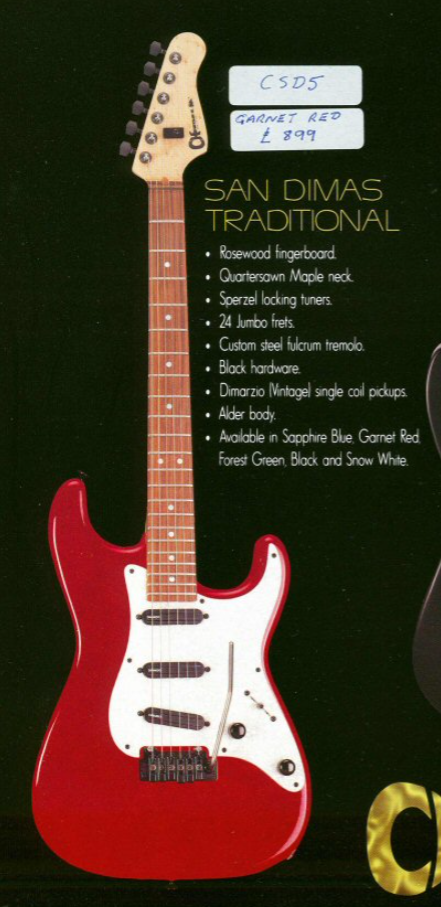 CSD5
GARNET RED
£ 899
SAN DIMAS
TRADITIONAL
• Rosewood fingerboard.
• Quartersawn Maple neck.
• Sperzel locking tuners.
• 24 Jumbo frets.
• Custom steel fulcrum tremolo.
• Black hardware.
• Dimarzio (Vintage) single coil pickups.
• Alder body.
• Available in Sapphire Blue, Garnet Red,
Forest Green, Black and Snow White.